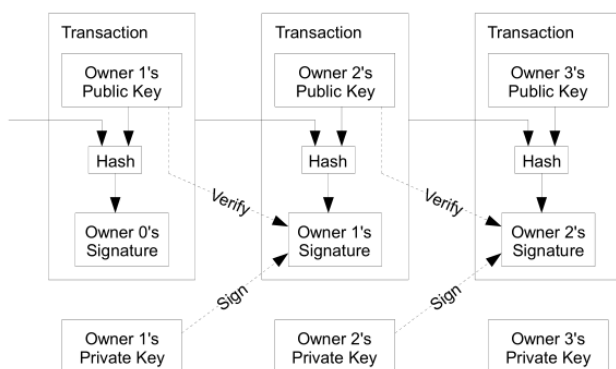 Transaction
Owner 1's
Public Key
Hash
Owner 0's
Signature
Transaction
Owner 2's
Public Key
Hash
Verify
Owner 1's
Signature
Sign
Transaction
Owner 3's
Public Key
Hash
Verify
Owner 2's
Signature
Sign
Owner 1's
Private Key
Owner 2's
Private Key
Owner 3's
Private Key